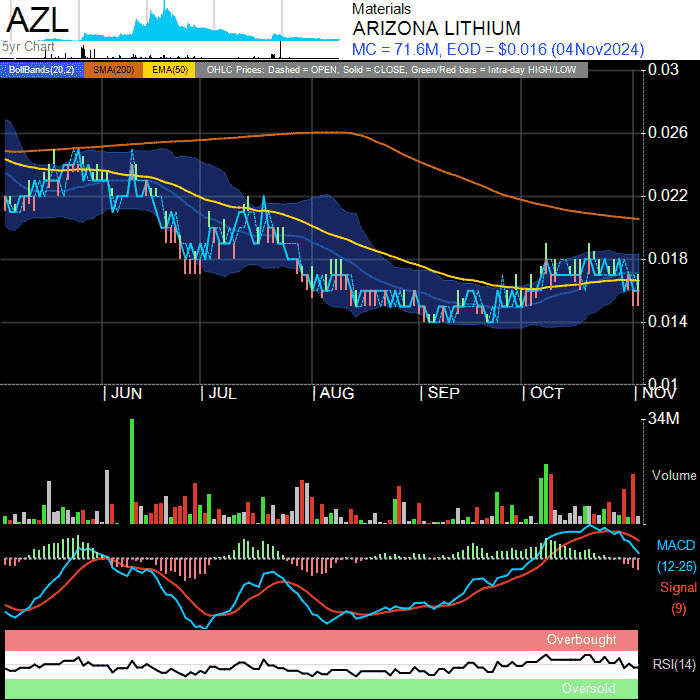 AZL
5yr Chart
Materials
ARIZONA LITHIUM
MC = 71.6M, EOD = $0.016 (04Nov2024)
BollBands(20,2) SMA(200) EMA(50) OHLC Prices: Dashed = OPEN, Solid = CLOSE, Green/Red bars = Intra-day HIGH/LOW
0.03
0.026
0.022
0.018
0.014
0.01
JUN JUL AUG SEP OCT NOV
34M
Volume
MACD
(12-26)
Signal
(9)
Overbought
RSI(14)
Oversold